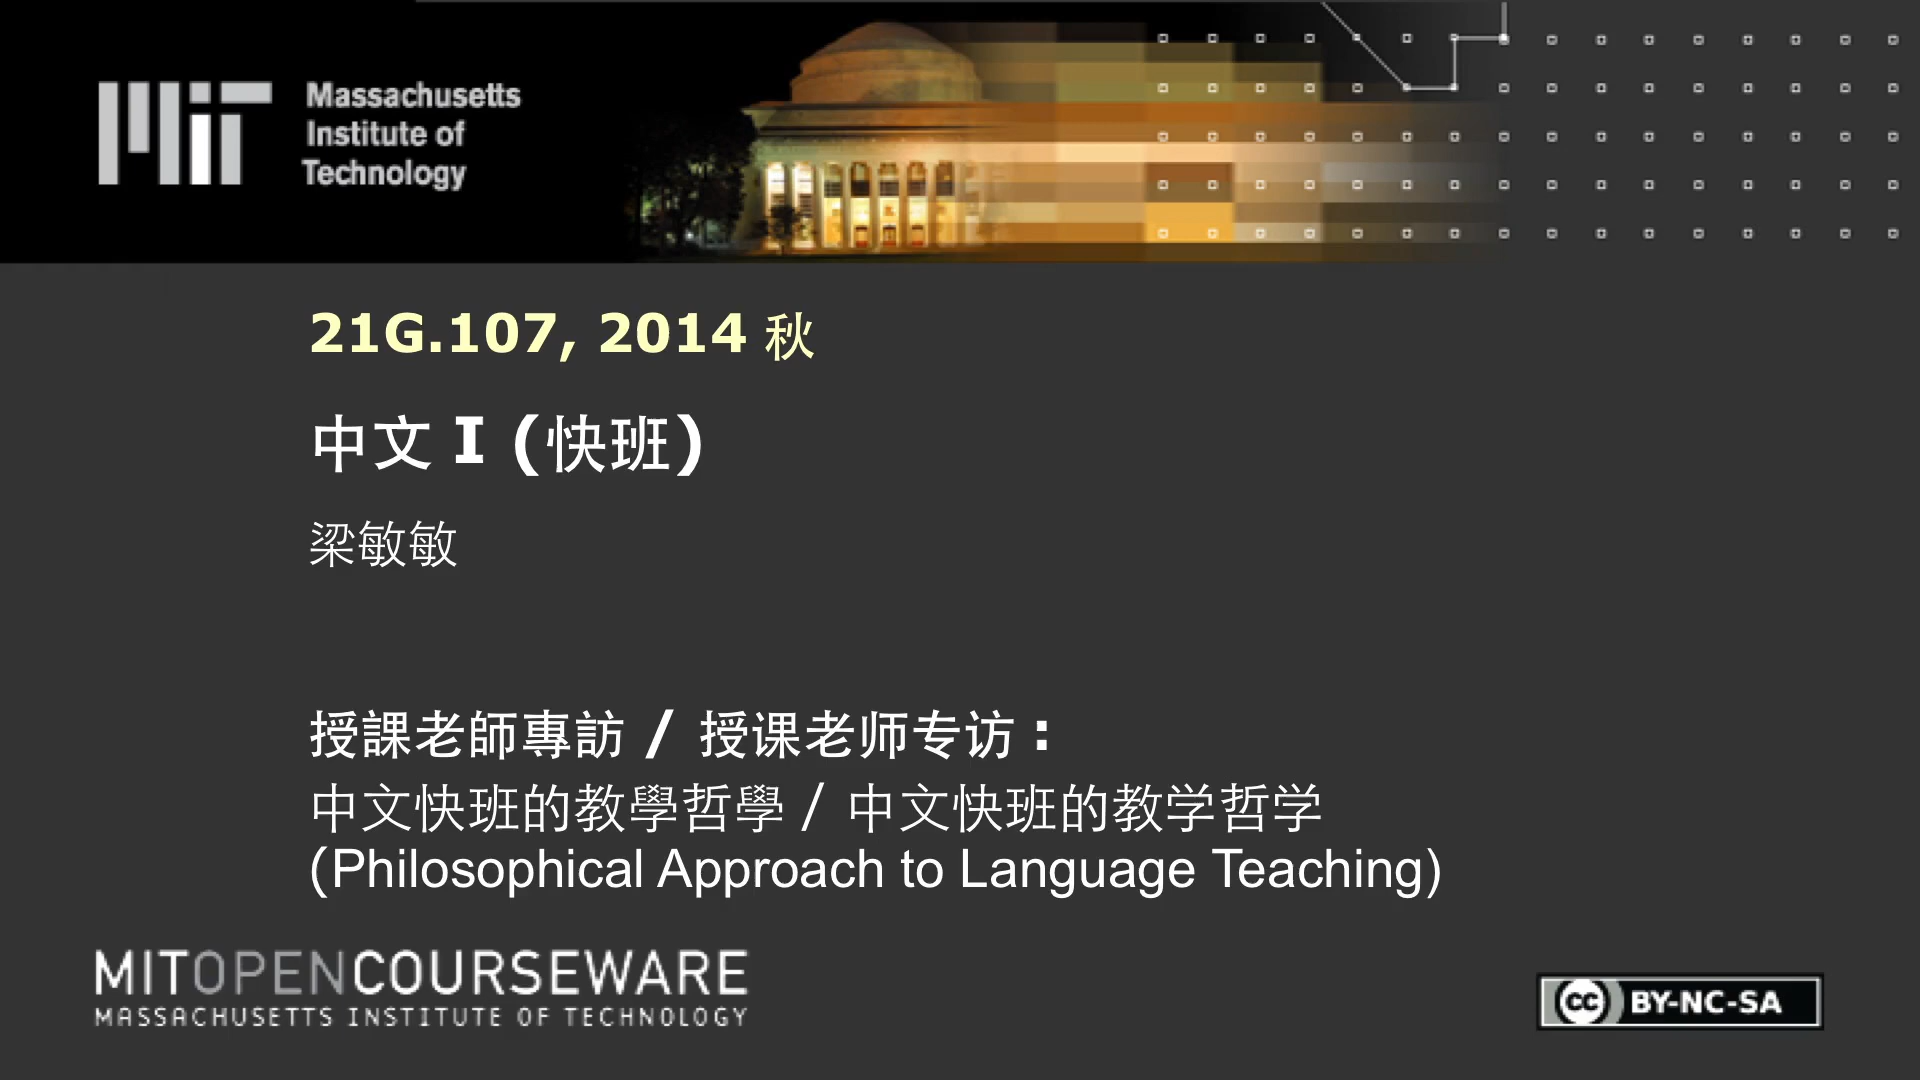 MIT
Massachusetts
Institute of
Technology
21G.107, 2014 秋
中文 I (快班)
梁敏敏
授課老師專訪 / 授课老师专访：
中文快班的教學哲學 / 中文快班的教学哲学
(Philosophical Approach to Language Teaching)
MITOPENCOURSEWARE
MASSACHUSETTS INSTITUTE OF TECHNOLOGY
cc BY-NC-SA